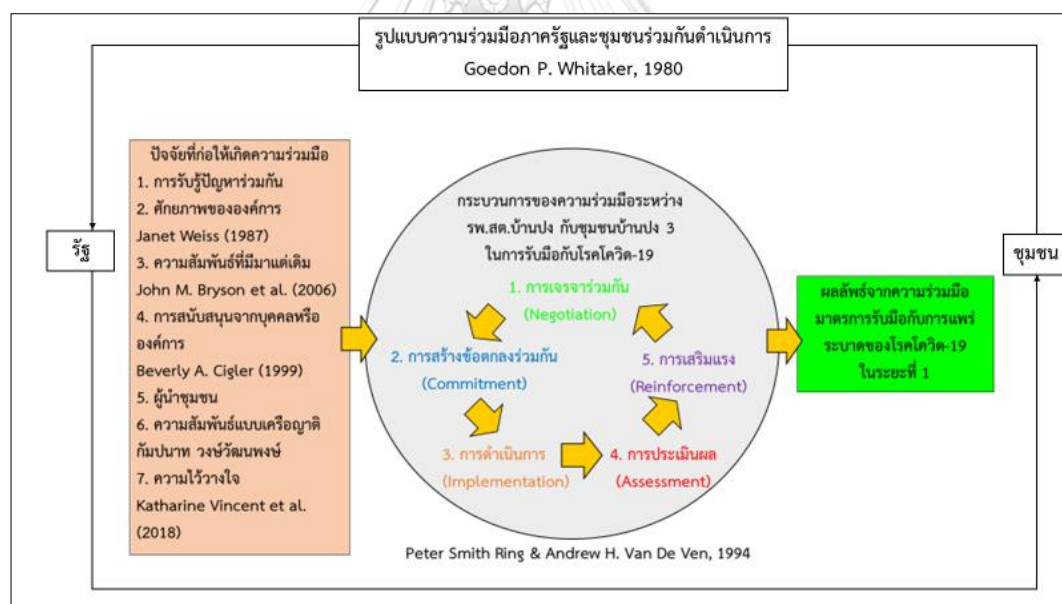 รูปแบบความร่วมมือภาครัฐและชุมชนร่วมกันดำเนินการ
Goedon P. Whitaker, 1980
รัฐ
ปัจจัยที่ก่อให้เกิดความร่วมมือ
1. การรับรู้ปัญหาร่วมกัน
2. ศักยภาพขององค์การ
Janet Weiss (1987)
3. ความสัมพันธ์ที่มีมาแต่เดิม
John M. Bryson et al. (2006)
4. การสนับสนุนจากบุคคลหรือ
องค์การ
Beverly A. Cigler (1999)
5. ผู้นำชุมชน
6. ความสัมพันธ์แบบเครือญาติ
กัมปนาท วงษ์วัฒนพงษ์
7. ความไว้วางใจ
Katharine Vincent et al.
(2018)
กระบวนการของความร่วมมือระหว่าง
รพ.สต.บ้านปง กับชุมชนบ้านปง 3
ในการรับมือกับโรคโควิด-19
1. การเจรจาร่วมกัน
(Negotiation)
2. การสร้างข้อตกลงร่วมกัน
(Commitment)
3. การดำเนินการ
(Implementation)
4. การประเมินผล
(Assessment)
5. การเสริมแรง
(Reinforcement)
Peter Smith Ring & Andrew H. Van De Ven, 1994
ผลลัพธ์จากความร่วมมือ
มาตรการรับมือกับการแพร่
ระบาดของโรคโควิด-19
ในระยะที่ 1
ชุมชน